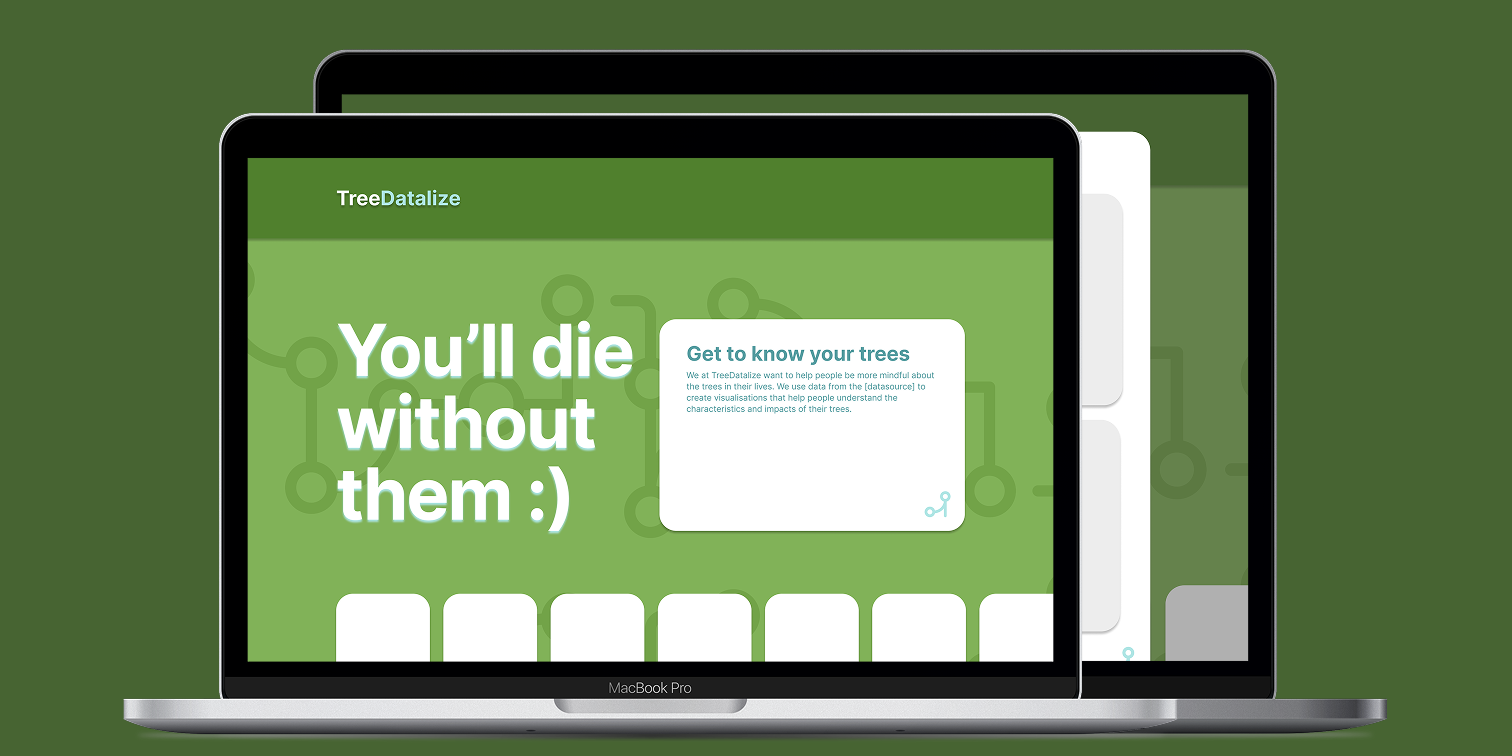 TreeDatalize
You’ll die
without
them :)
Get to know your trees
We at TreeDatalize want to help people be more mindful about
the trees in their lives. We use data from the [datasource] to
create visualisations that help people understand the
characteristics and impacts of their trees.
MacBook Pro